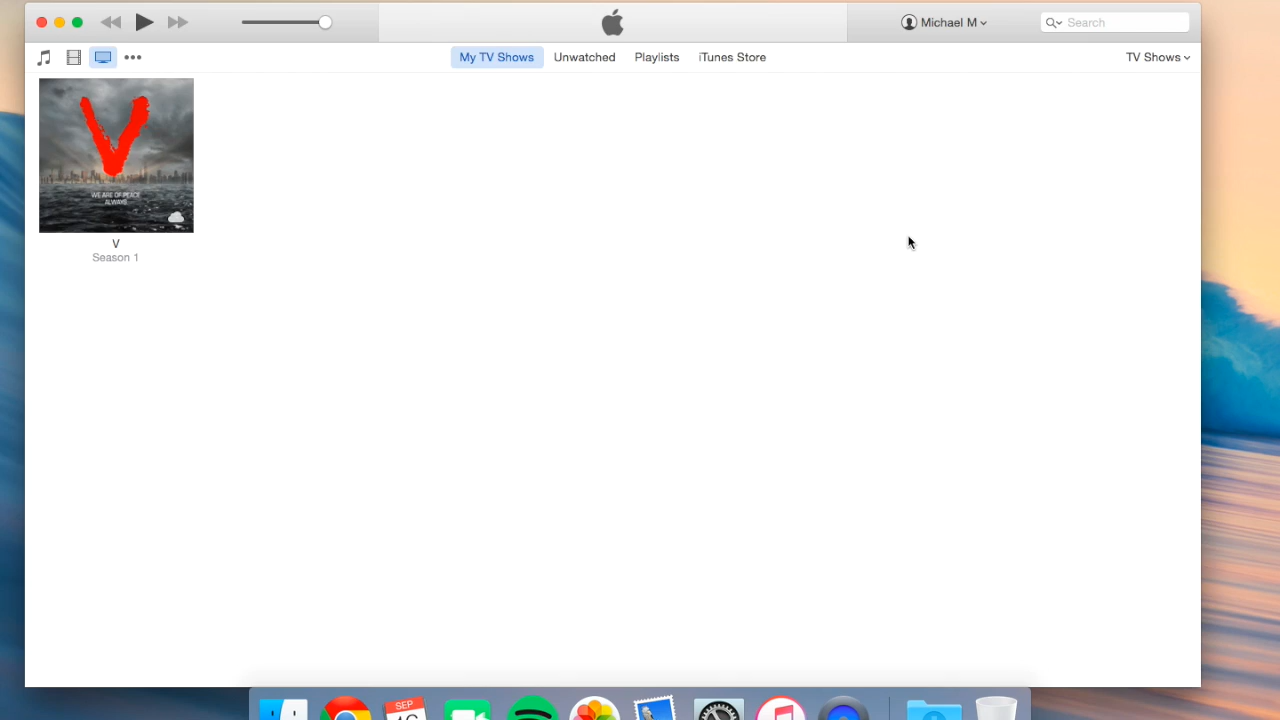 Michael M
Search
My TV Shows
Unwatched
Playlists
iTunes Store
TV Shows
V
WE ARE OF PEACE
ALWAYS
V
Season 1
SEP